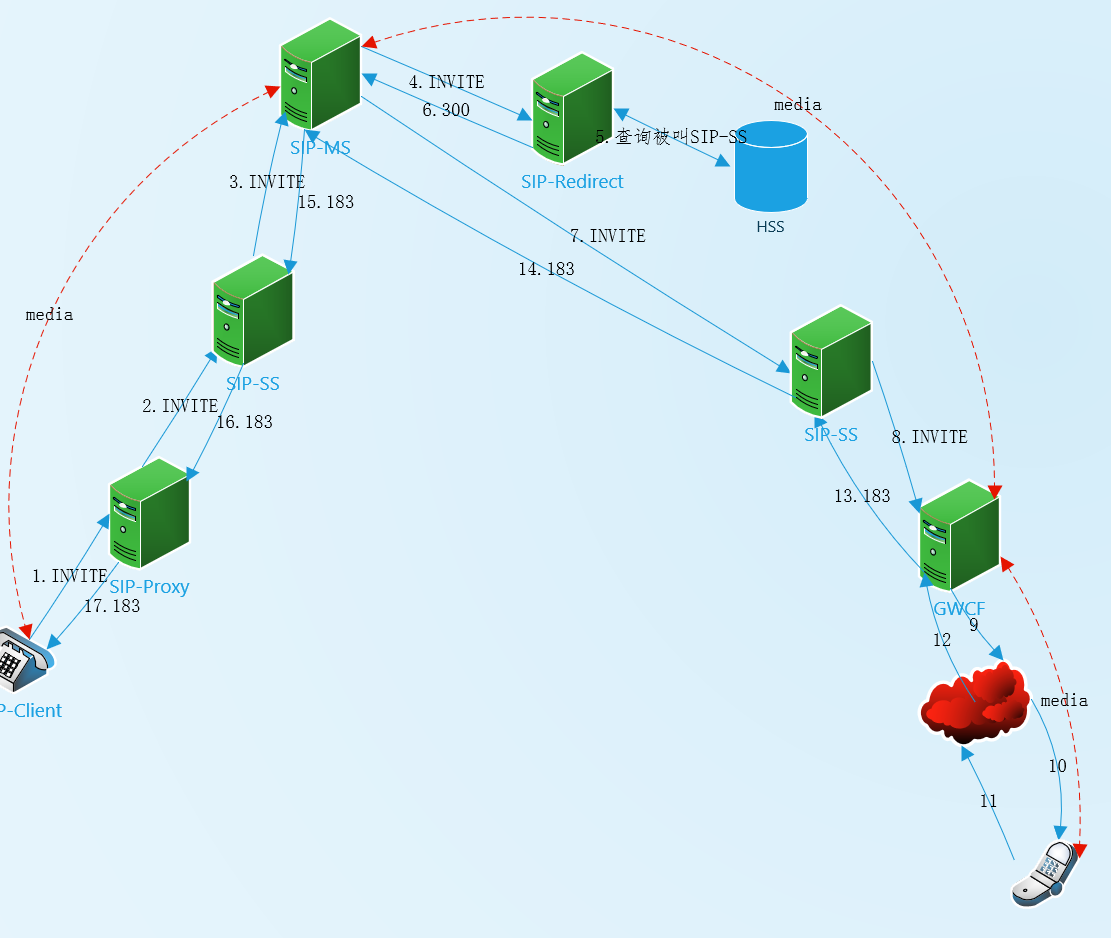 4.INVITE
6.300
media
5.查询被叫SIP-SS
SIP-MS
SIP-Redirect
3.INVITE
15.183
HSS
7.INVITE
14.183
media
SIP-SS
2.INVITE
16.183
SIP-SS
8.INVITE
13.183
1.INVITE
SIP-Proxy
17.183
GWCF
9
12
P-Client
media
10
11